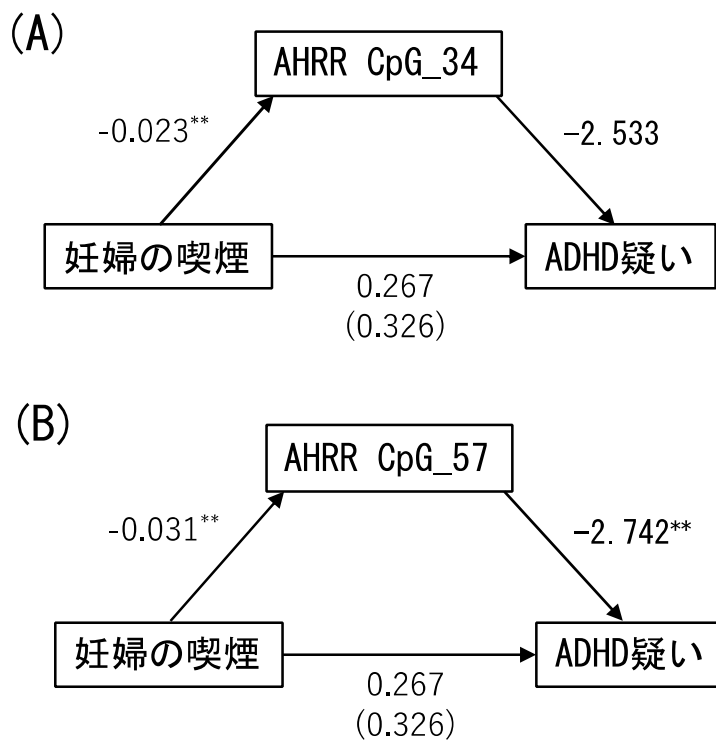 (A)
AHRR CpG_34
-0.023**
-2.533
妊婦の喫煙
ADHD疑い
0.267
(0.326)
(B)
AHRR CpG_57
-0.031**
-2.742**
妊婦の喫煙
ADHD疑い
0.267
(0.326)